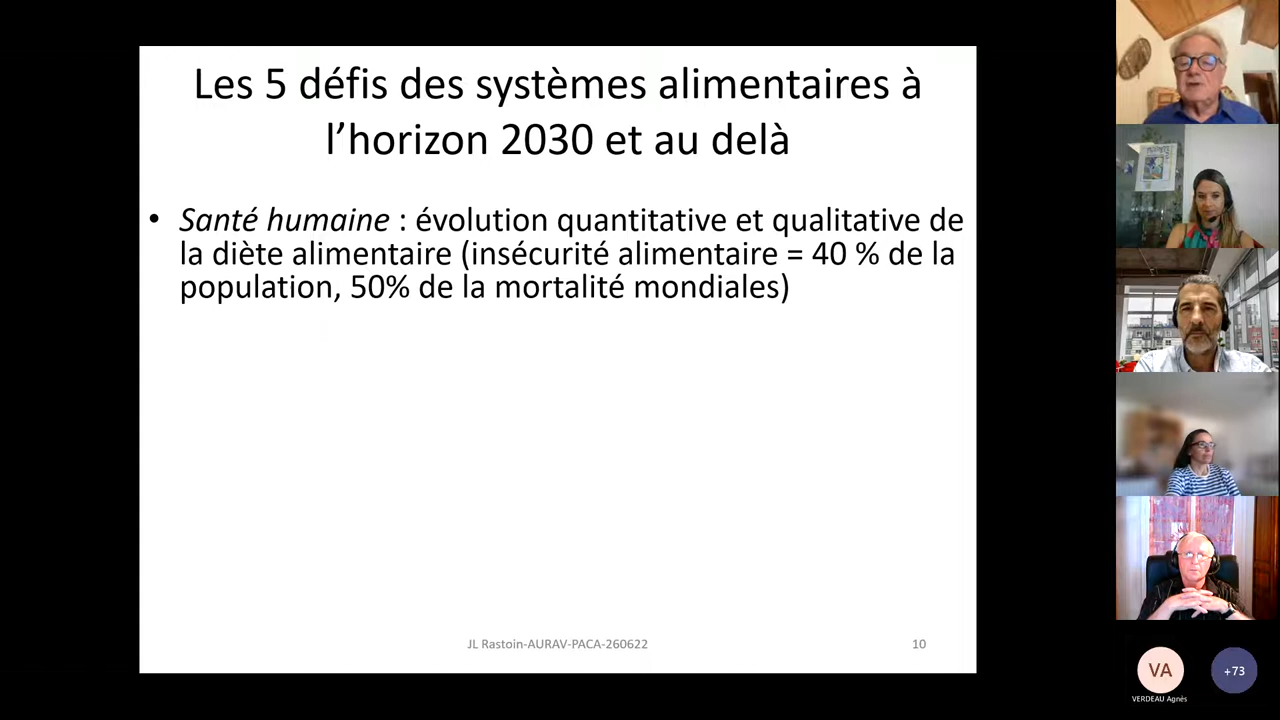 Les 5 défis des systèmes alimentaires à
l’horizon 2030 et au delà
• Santé humaine : évolution quantitative et qualitative de
la diète alimentaire (insécurité alimentaire = 40 % de la
population, 50% de la mortalité mondiales)
JL Rastoin-AURAV-PACA-260622
10
VA
+73
VERDEAU Agnès